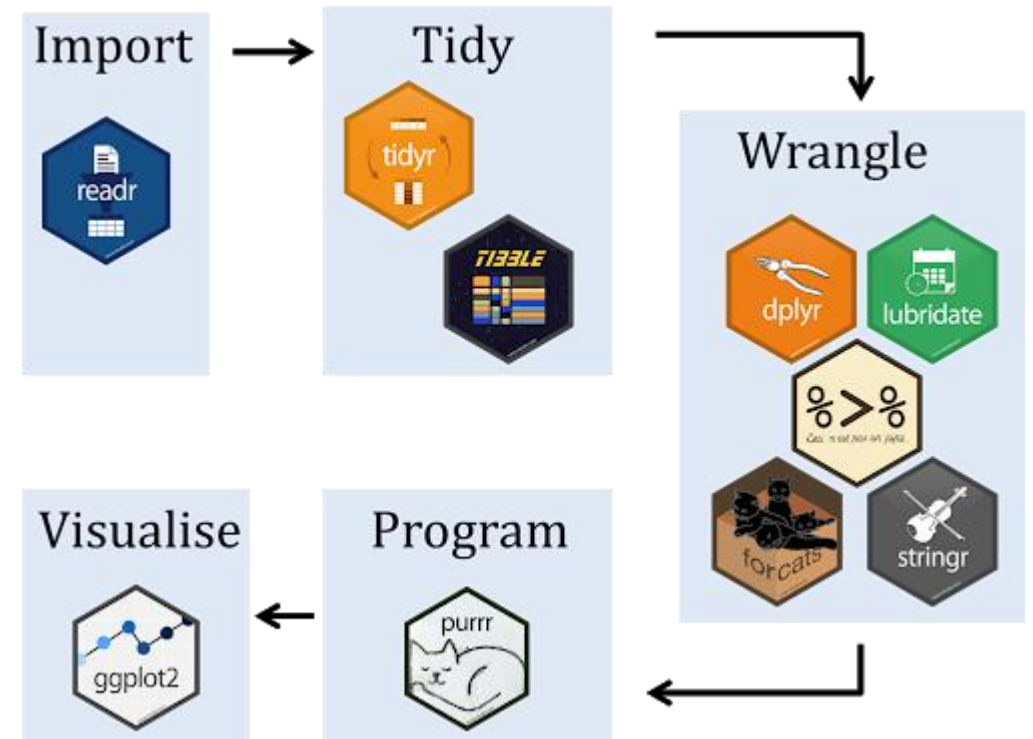 Import
readr
Tidy
tidyr
TIBBLE
Wrangle
dplyr
lubridate
%>%
forcats
stringr
Program
purrr
Visualise
ggplot2